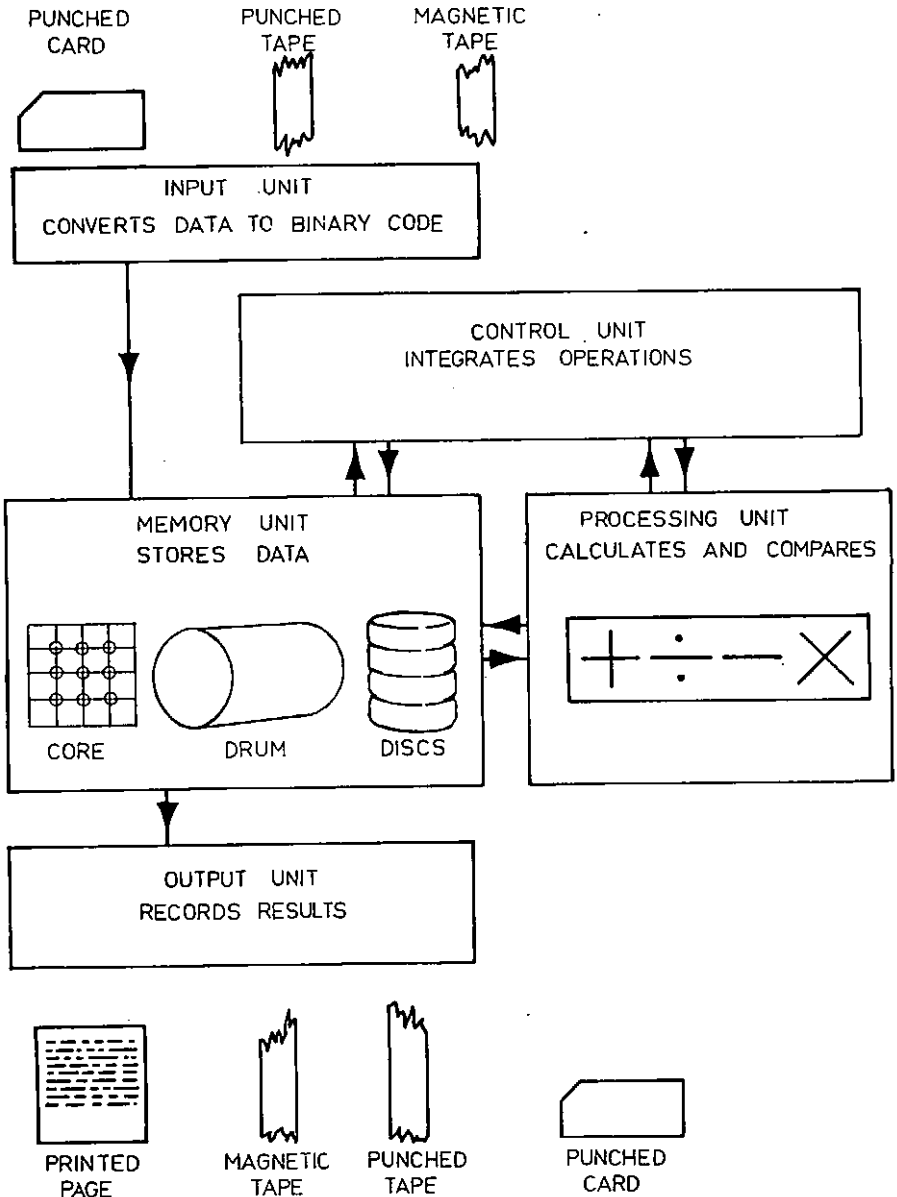 PUNCHED
CARD
PUNCHED
TAPE
MAGNETIC
TAPE
INPUT UNIT
CONVERTS DATA TO BINARY CODE
CONTROL UNIT
INTEGRATES OPERATIONS
MEMORY UNIT
STORES DATA
PROCESSING UNIT
CALCULATES AND COMPARES
+ ÷ − ×
CORE
DRUM
DISCS
OUTPUT UNIT
RECORDS RESULTS
PRINTED
PAGE
MAGNETIC
TAPE
PUNCHED
TAPE
PUNCHED
CARD